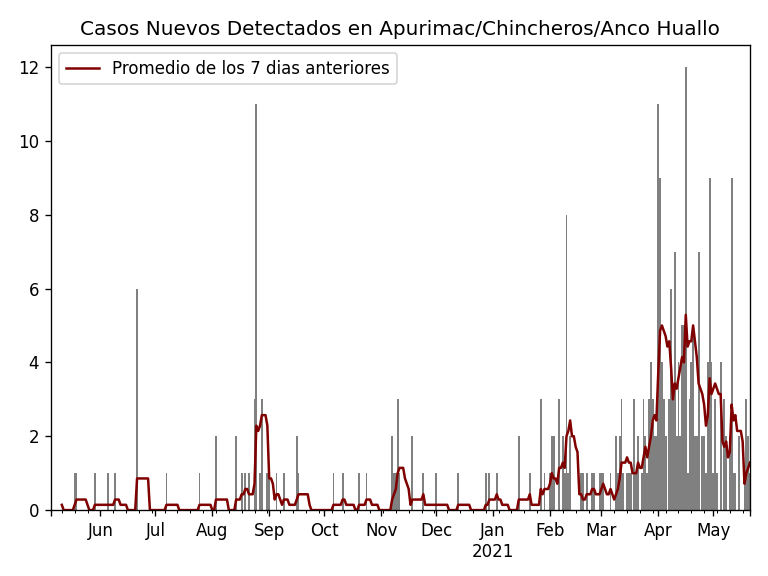 Casos Nuevos Detectados en Apurimac/Chincheros/Anco Huallo
Promedio de los 7 dias anteriores
12
10
8
6
4
2
0
Jun Jul Aug Sep Oct Nov Dec Jan Feb Mar Apr May
2021